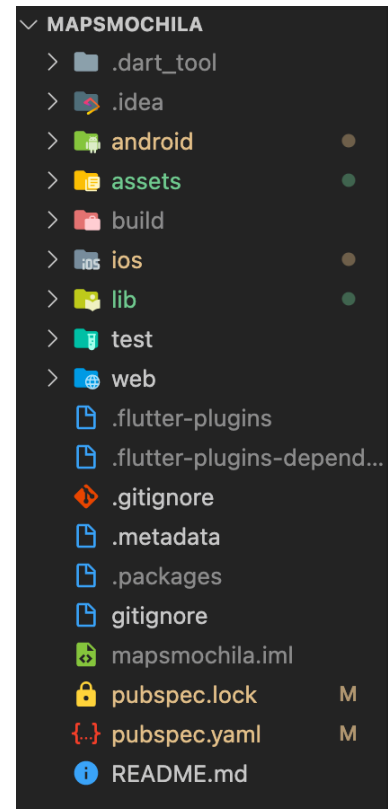 MAPSMOCHILA
.dart_tool
.idea
android
assets
build
iOS ios
lib
test
web
.flutter-plugins
.flutter-plugins-depend...
.gitignore
.metadata
.packages
gitignore
mapsmochila.iml
pubspec.lock M
{...} pubspec.yaml M
README.md